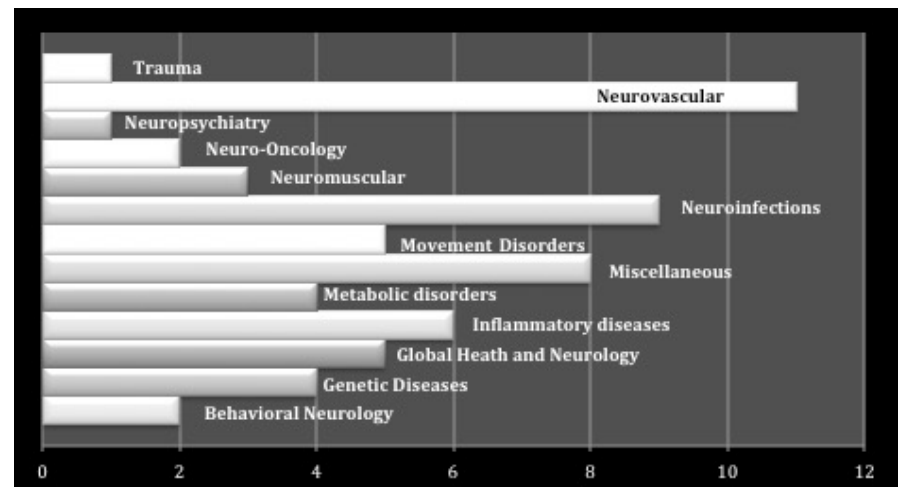 Trauma
Neurovascular
Neuropsychiatry
Neuro-Oncology
Neuromuscular
Neuroinfections
Movement Disorders
Miscellaneous
Metabolic disorders
Inflammatory diseases
Global Heath and Neurology
Genetic Diseases
Behavioral Neurology
0 2 4 6 8 10 12